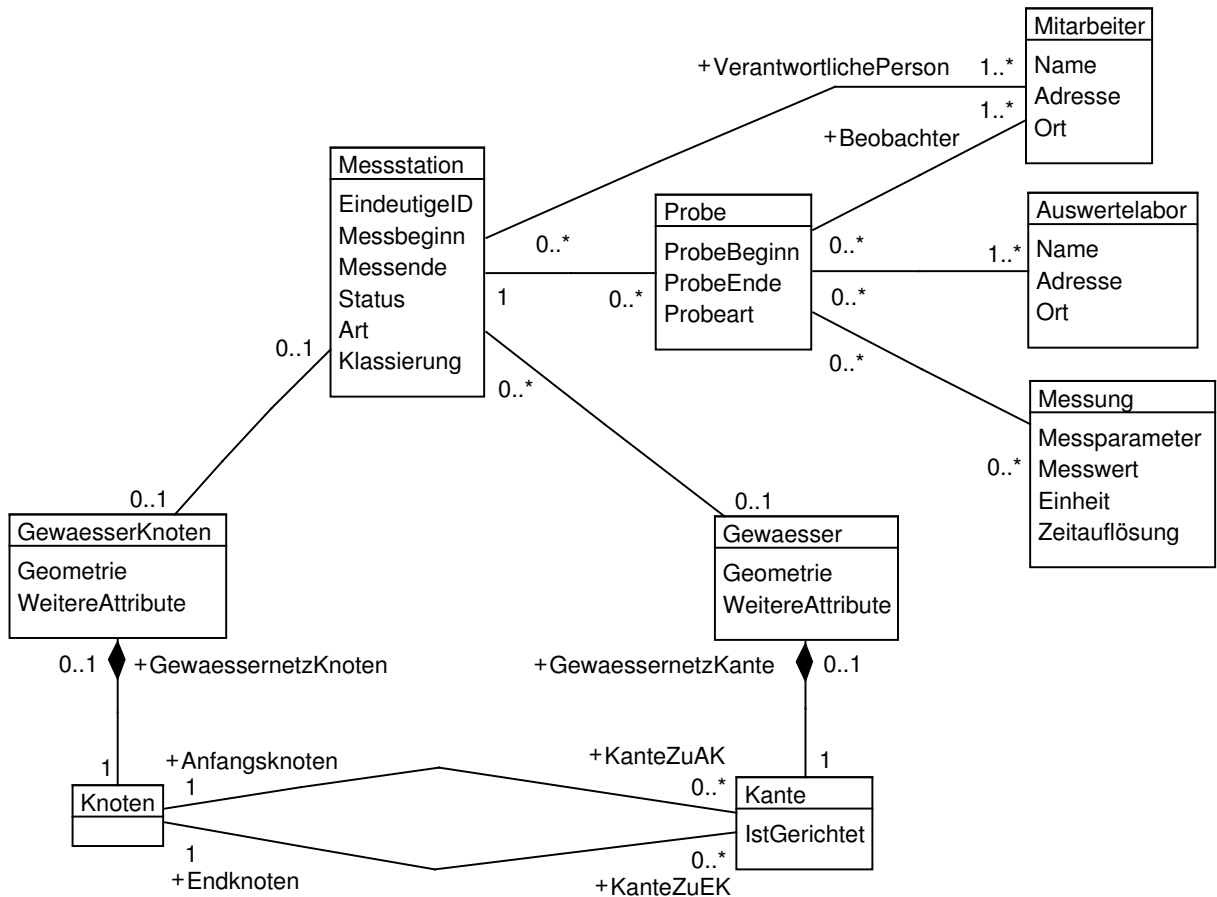 Mitarbeiter
Name
Adresse
Ort
+VerantwortlichePerson
1..*
1..*
+Beobachter
Messstation
EindeutigeID
Messbeginn
Messende
Status
Art
Klassierung
0..*
1
0..*
Probe
ProbeBeginn
ProbeEnde
Probeart
0..*
0..*
0..*
1..*
Auswertelabor
Name
Adresse
Ort
Messung
Messparameter
Messwert
Einheit
Zeitauflösung
0..*
0..1
0..*
0..1
0..1
GewaesserKnoten
Geometrie
WeitereAttribute
Gewaesser
Geometrie
WeitereAttribute
0..1
+GewaessernetzKnoten
+GewaessernetzKante
0..1
1
+Anfangsknoten
1
+KanteZuAK
0..*
1
Knoten
Kante
IstGerichtet
1
+Endknoten
0..*
+KanteZuEK